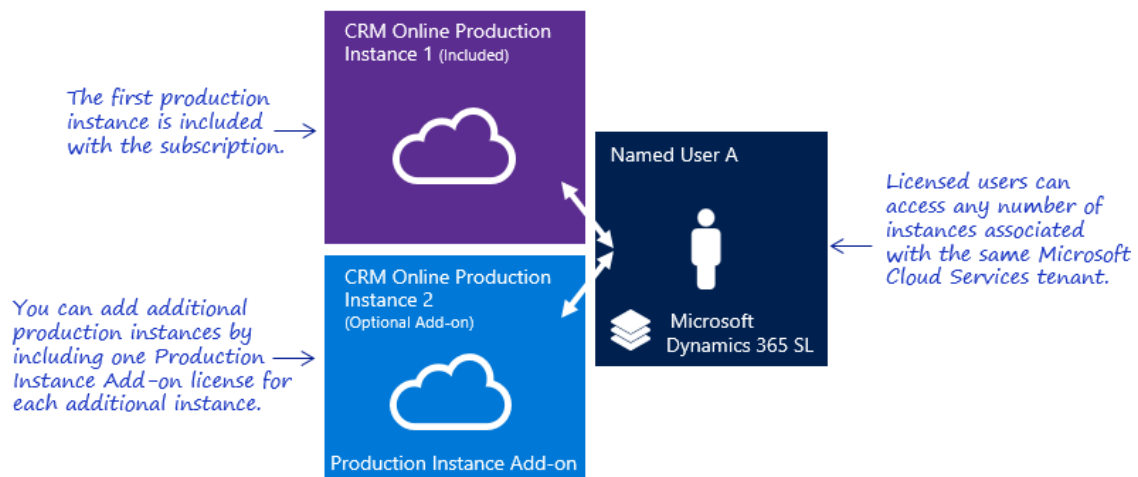 CRM Online Production
Instance 1 (Included)
The first production
instance is included
with the subscription.
Named User A
Microsoft
Dynamics 365 SL
Licensed users can
access any number of
instances associated
with the same Microsoft
Cloud Services tenant.
CRM Online Production
Instance 2
(Optional Add-on)
Production Instance Add-on
You can add additional
production instances by
including one Production
Instance Add-on license for
each additional instance.